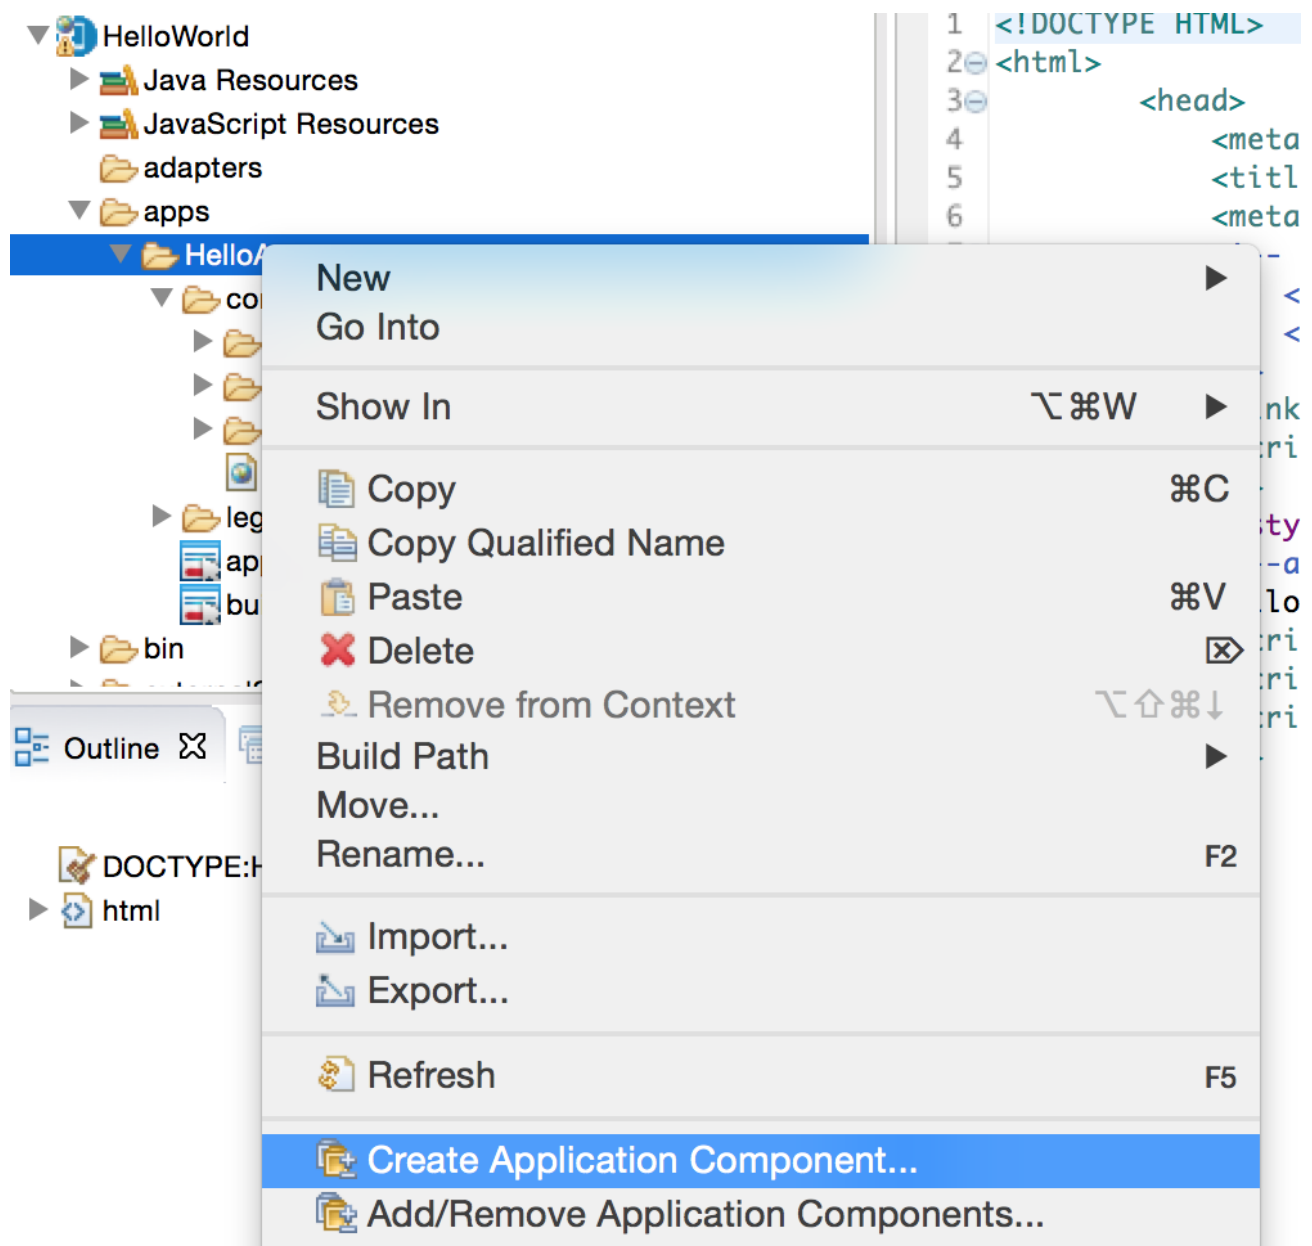 HelloWorld
Java Resources
JavaScript Resources
adapters
apps
New
Go Into
Show In ⌥⌘W
Copy ⌘C
Copy Qualified Name
Paste ⌘V
Delete ⌦
Remove from Context ⌥⇧⌘↓
Build Path
Move...
Rename... F2
Import...
Export...
Refresh F5
Create Application Component...
Add/Remove Application Components...
bin
Outline
html
1 <!DOCTYPE HTML>
2 <html>
3 <head>
4 <meta
5
6 <meta